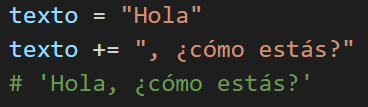 texto = "Hola"
texto += ", ¿cómo estás?"
# 'Hola, ¿cómo estás?'